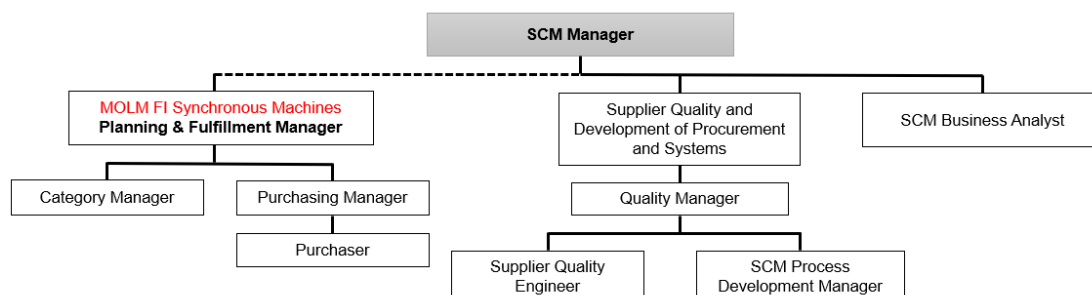 SCM Manager
MOLM FI Synchronous Machines
Planning & Fulfillment Manager
Supplier Quality and
Development of Procurement
and Systems
SCM Business Analyst
Category Manager
Purchasing Manager
Quality Manager
Purchaser
Supplier Quality
Engineer
SCM Process
Development Manager